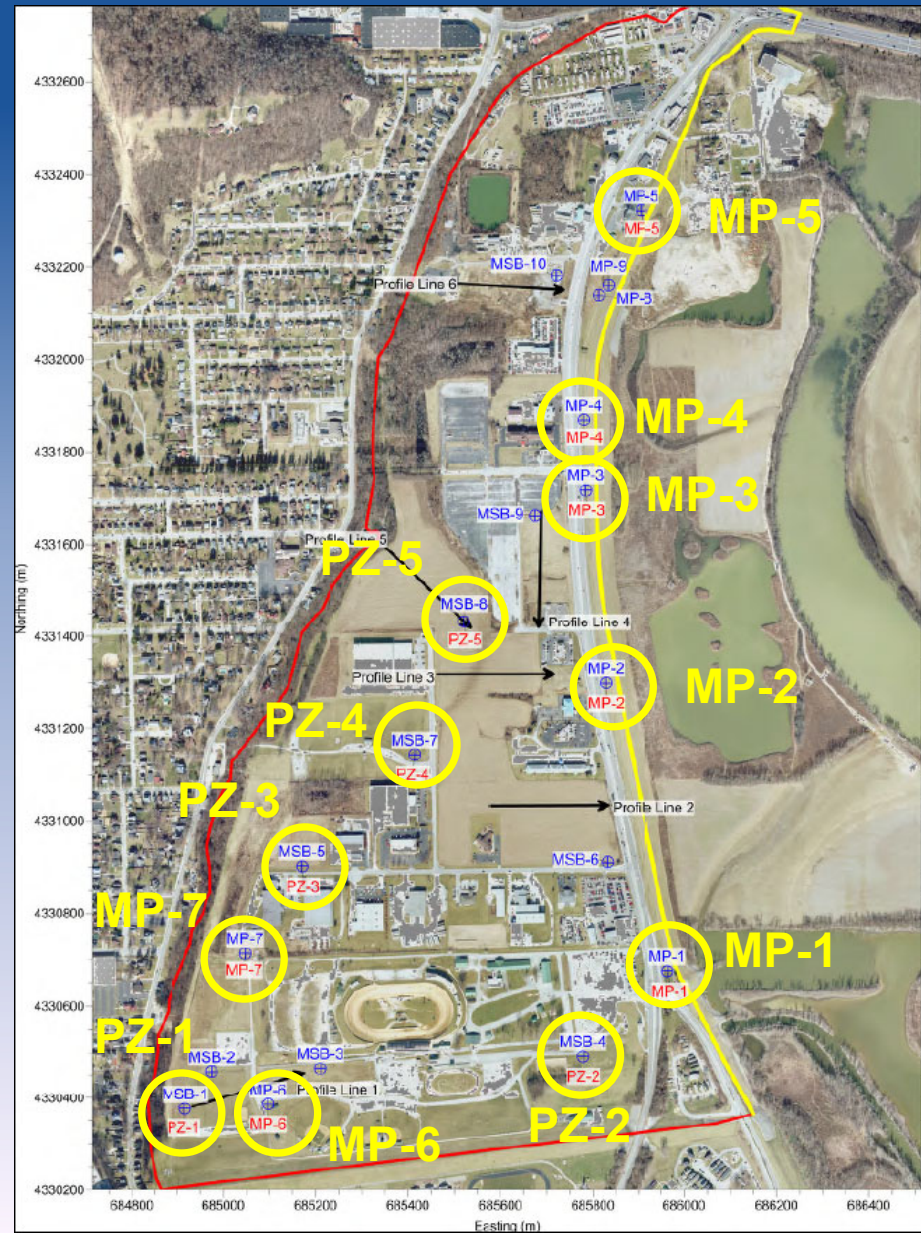 4332600
4332400
MP-5
MP-5
MP-5
MSB-10
MP-9
4332200
Profile Line 6
MP-8
4332000
MP-4
MP-4
MP-4
4331800
MP-3
MP-3
MP-3
MSB-9
4331600
Profile Line 5
PZ-5
MSB-8
4331400
PZ-5
Profile Line 4
Northing (m)
Profile Line 3
MP-2
MP-2
MP-2
4331200
PZ-4
MSB-7
PZ-4
PZ-3
4331000
Profile Line 2
MSB-5
MSB-6
PZ-3
4330800
MP-7
MP-7
MP-7
MP-1
MP-1
MP-1
4330600
PZ-1
MSB-2
MSB-3
MSB-4
PZ-2
4330400
MSB-1
MP-6
Profile Line 1
PZ-1
MP-6
MP-6
PZ-2
4330200
684800 685000 685200 685400 685600 685800 686000 686200 686400
Easting (m)